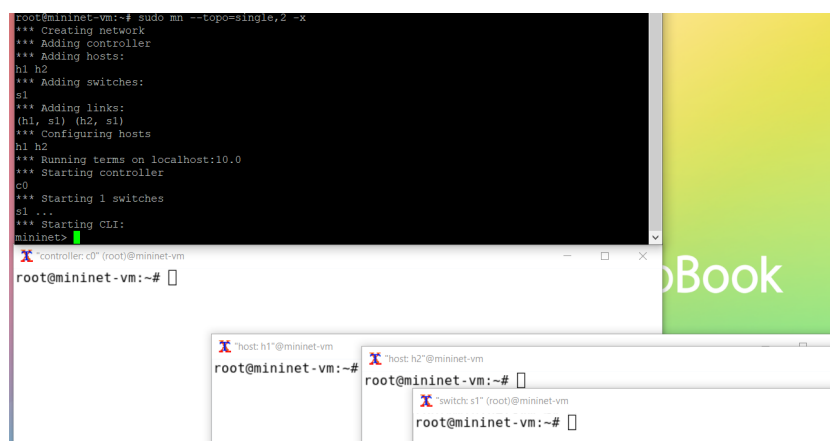 root@mininet-vm:~# sudo mn --topo=single,2 -x
*** Creating network
*** Adding controller
*** Adding hosts:
h1 h2
*** Adding switches:
s1
*** Adding links:
(h1, s1) (h2, s1)
*** Configuring hosts
h1 h2
*** Running terms on localhost:10.0
*** Starting controller
c0
*** Starting 1 switches
s1 ...
*** Starting CLI:
mininet>
"controller: c0" (root)@mininet-vm
root@mininet-vm:~#
"host: h1"@mininet-vm
root@mininet-vm:~#
"host: h2"@mininet-vm
root@mininet-vm:~#
"switch: s1" (root)@mininet-vm
root@mininet-vm:~#
Book